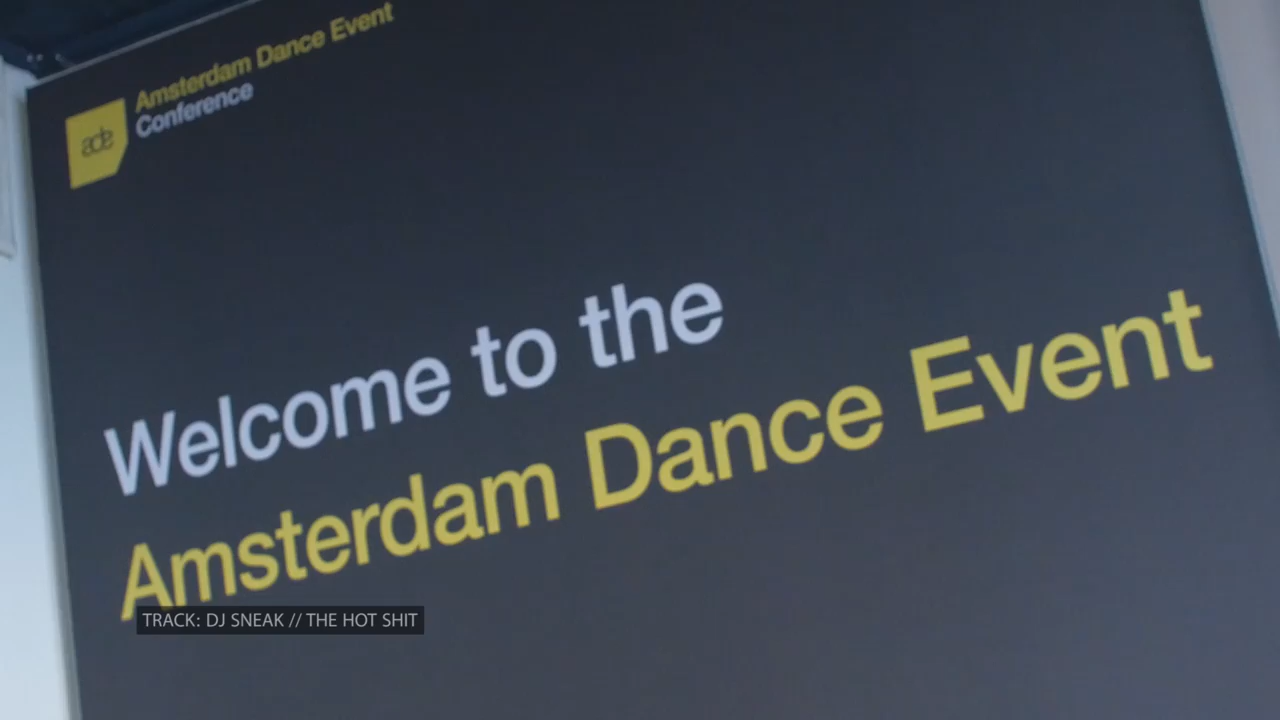 Amsterdam Dance Event
Conference
ade
Welcome to the
Amsterdam Dance Event
TRACK: DJ SNEAK // THE HOT SHIT